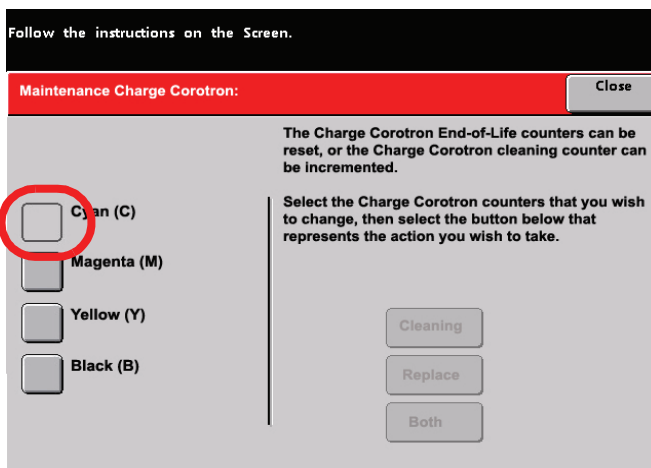 Follow the instructions on the Screen.
Maintenance Charge Corotron:
Close
The Charge Corotron End-of-Life counters can be
reset, or the Charge Corotron cleaning counter can
be incremented.
Select the Charge Corotron counters that you wish
to change, then select the button below that
represents the action you wish to take.
Cyan (C)
Magenta (M)
Yellow (Y)
Black (B)
Cleaning
Replace
Both